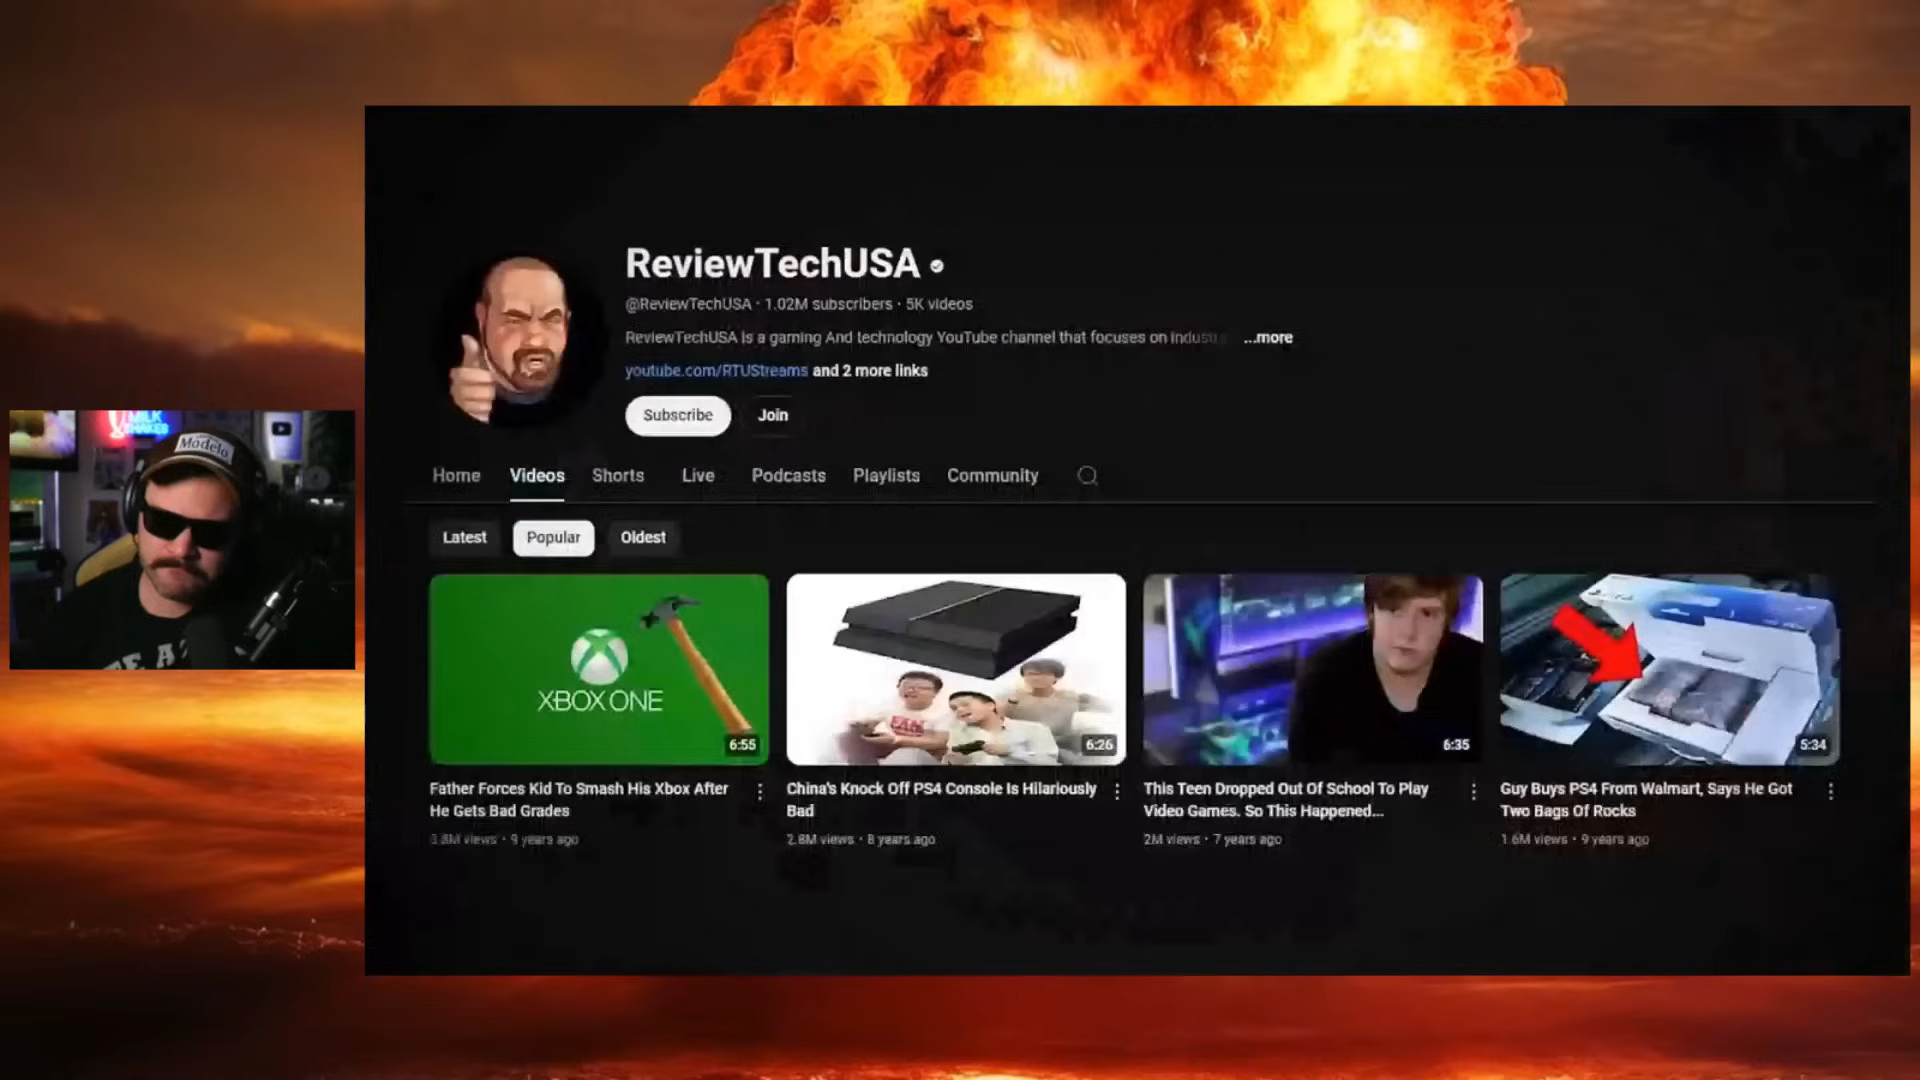 ReviewTechUSA
@ReviewTechUSA · 1.02M subscribers · 5K videos
ReviewTechUSA Is a gaming And technology YouTube channel that focuses on Indust
...more
youtube.com/RTUStreams and 2 more links
Subscribe
Join
Home
Videos
Shorts
Live
Podcasts
Playlists
Community
Latest
Popular
Oldest
MILK
SHAKES
Modelo
XBOX ONE
6:55
6:26
6:35
5:34
Father Forces Kid To Smash His Xbox After
He Gets Bad Grades
views · 9 years ago
China's Knock Off PS4 Console Is Hilariously
Bad
2.8M views · 8 years ago
This Teen Dropped Out Of School To Play
Video Games. So This Happened...
2M views · 7 years ago
Guy Buys PS4 From Walmart, Says He Got
Two Bags Of Rocks
1.6M views · 9 years ago